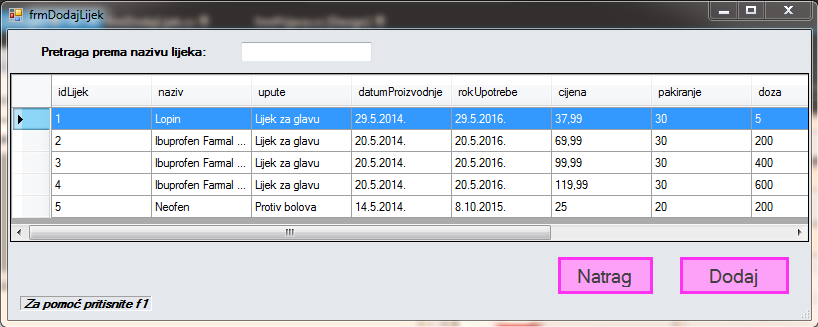 frmDodajLijek
Pretraga prema nazivu lijeka:
idLijek naziv upute datumProizvodnje rokUpotrebe cijena pakiranje doza
1 Lopin Lijek za glavu 29.5.2014. 29.5.2016. 37,99 30 5
2 Ibuprofen Farmal ... Lijek za glavu 20.5.2014. 20.5.2016. 69,99 30 200
3 Ibuprofen Farmal ... Lijek za glavu 20.5.2014. 20.5.2016. 99,99 30 400
4 Ibuprofen Farmal ... Lijek za glavu 20.5.2014. 20.5.2016. 119,99 30 600
5 Neofen Protiv bolova 14.5.2014. 8.10.2015. 25 20 200
Natrag Dodaj
Za pomoć pritisnite f1